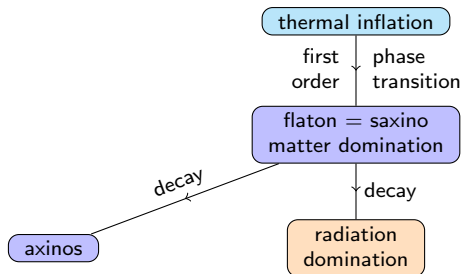 thermal inflation
first phase
order transition
flaton = saxino
matter domination
decay
decay
axinos
radiation
domination